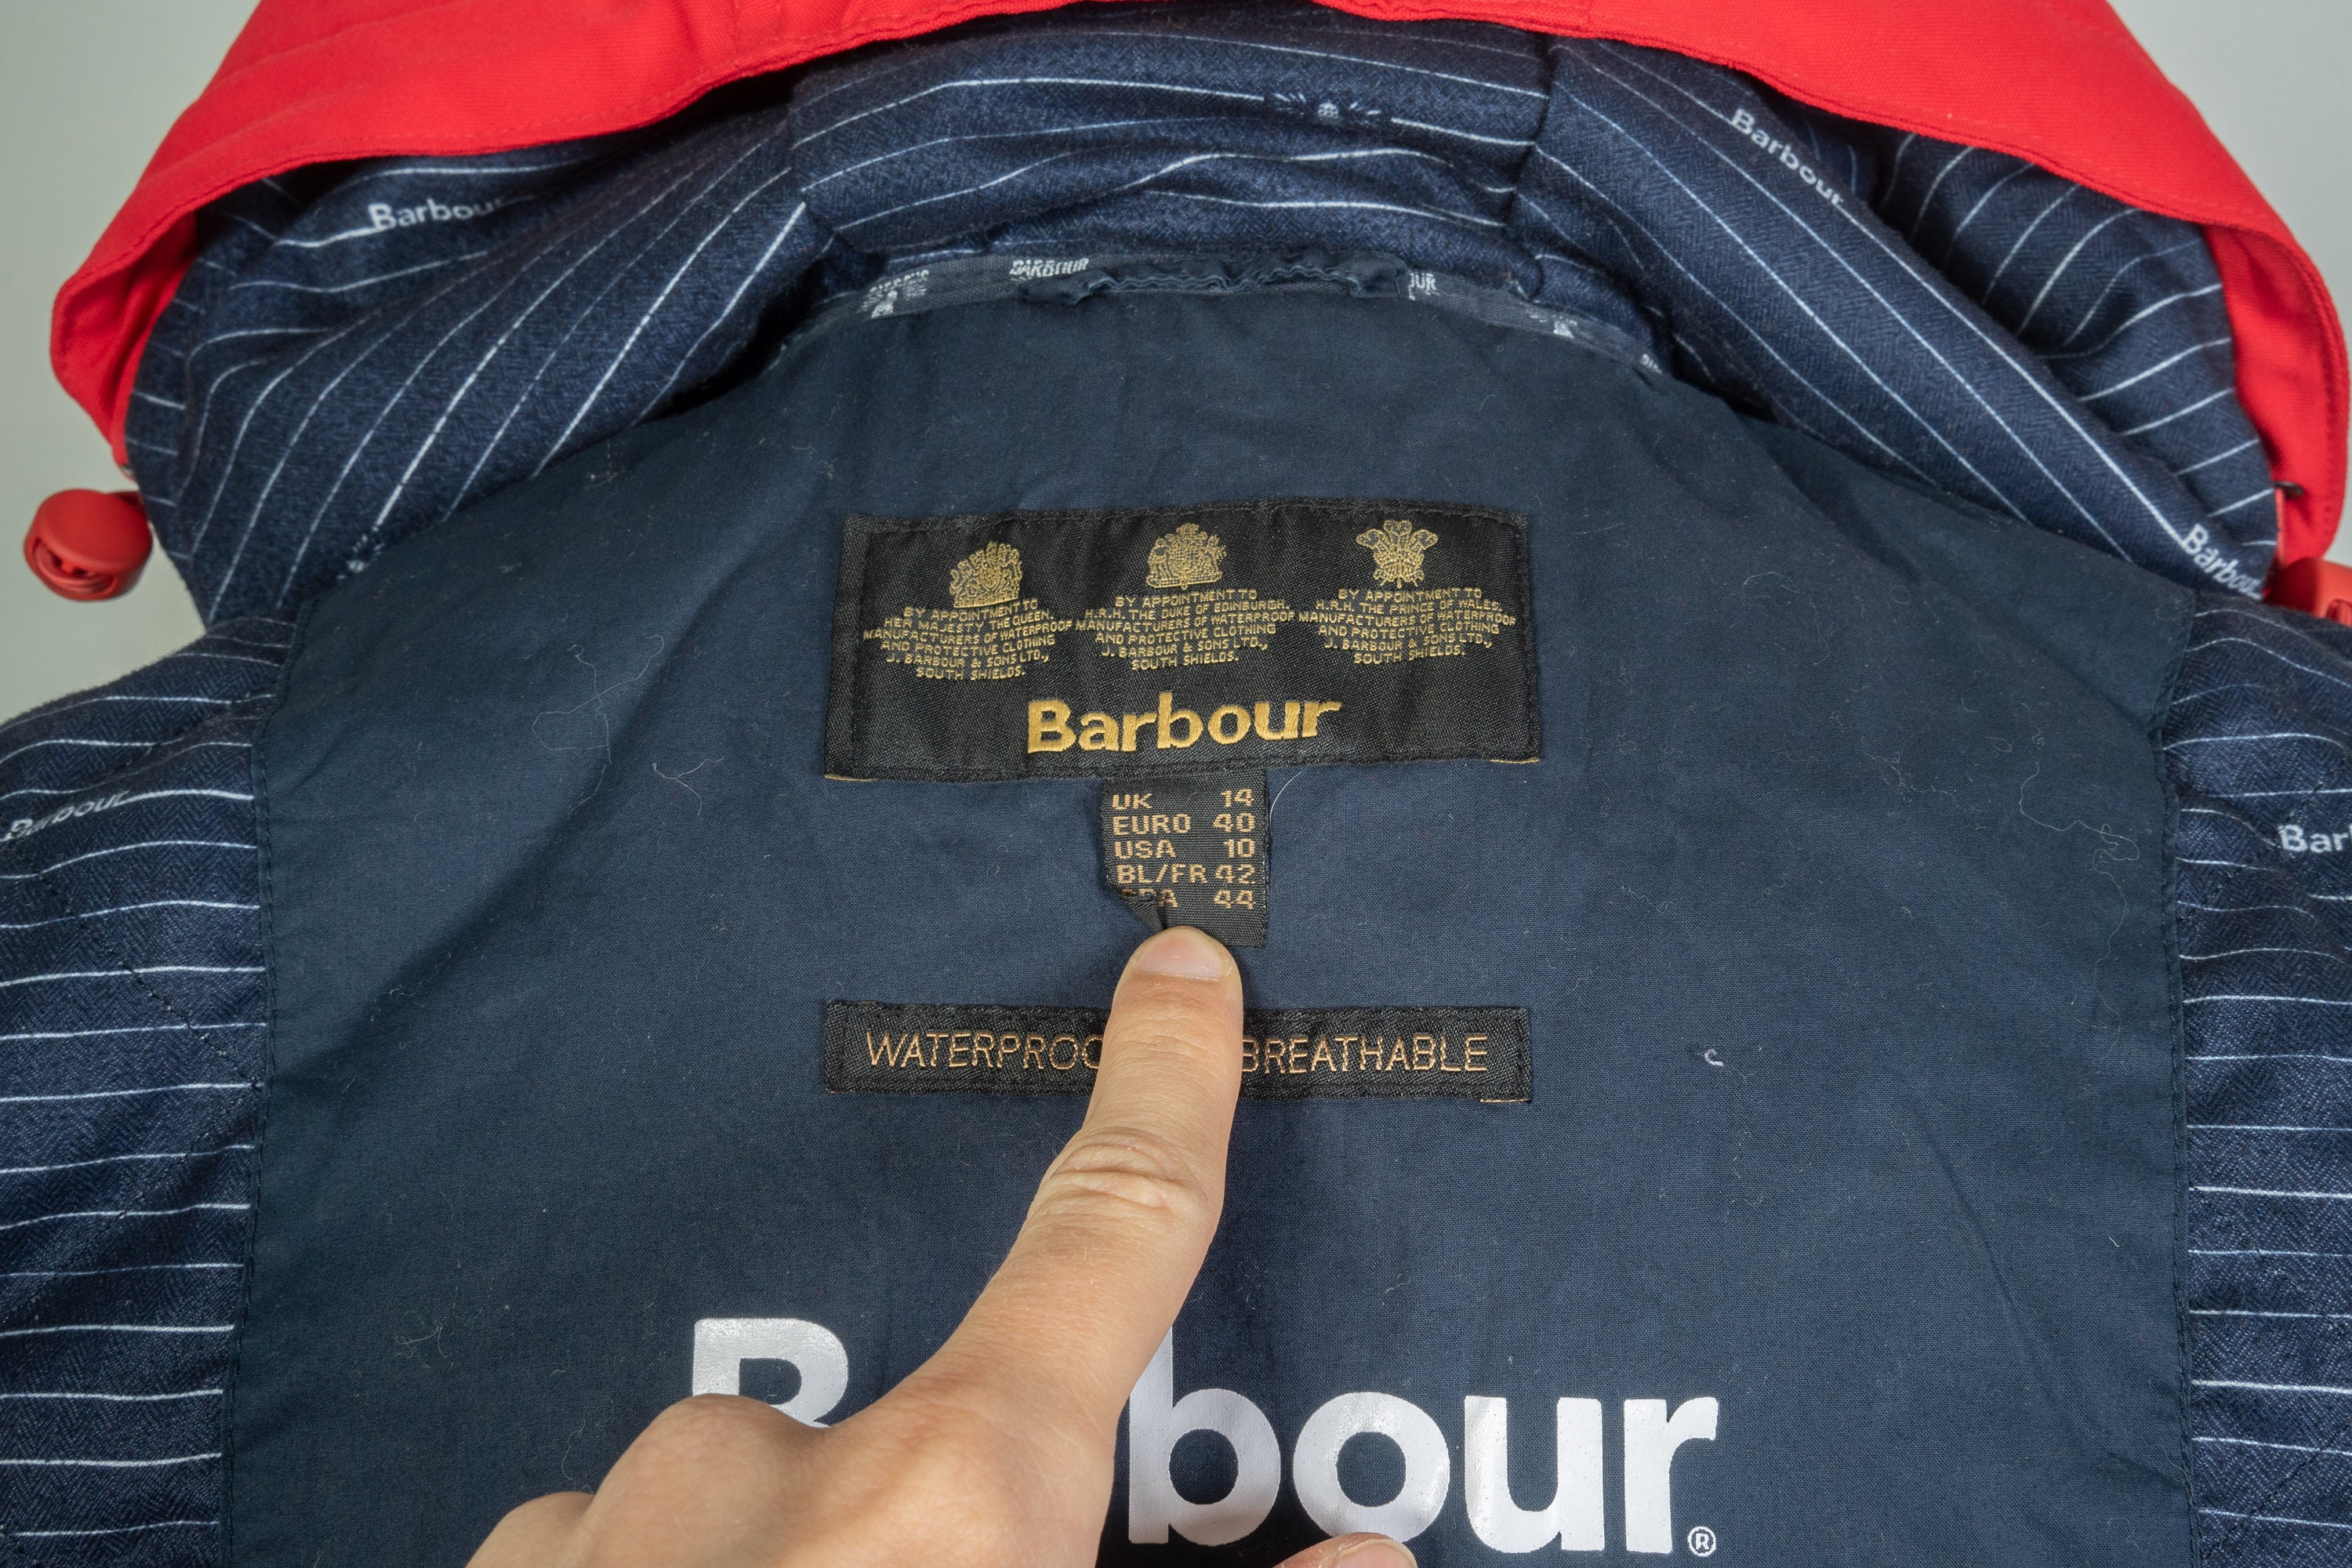 Barbour
Barbour
BARBOUR
Barbour
BY APPOINTMENT TO
HER MAJESTY THE QUEEN,
MANUFACTURERS OF WATERPROOF
AND PROTECTIVE CLOTHING
J. BARBOUR & SONS LTD.,
SOUTH SHIELDS.
BY APPOINTMENT TO
H.R.H. THE DUKE OF EDINBURGH,
MANUFACTURERS OF WATERPROOF
AND PROTECTIVE CLOTHING
J. BARBOUR & SONS LTD.,
SOUTH SHIELDS.
BY APPOINTMENT TO
H.R.H. THE PRINCE OF WALES,
MANUFACTURERS OF WATERPROOF
AND PROTECTIVE CLOTHING
J. BARBOUR & SONS LTD.,
SOUTH SHIELDS.
Barbour
UK 14
EURO 40
USA 10
BL/FR 42
44
Barbour
Bar
WATERPROO BREATHABLE
B bour®